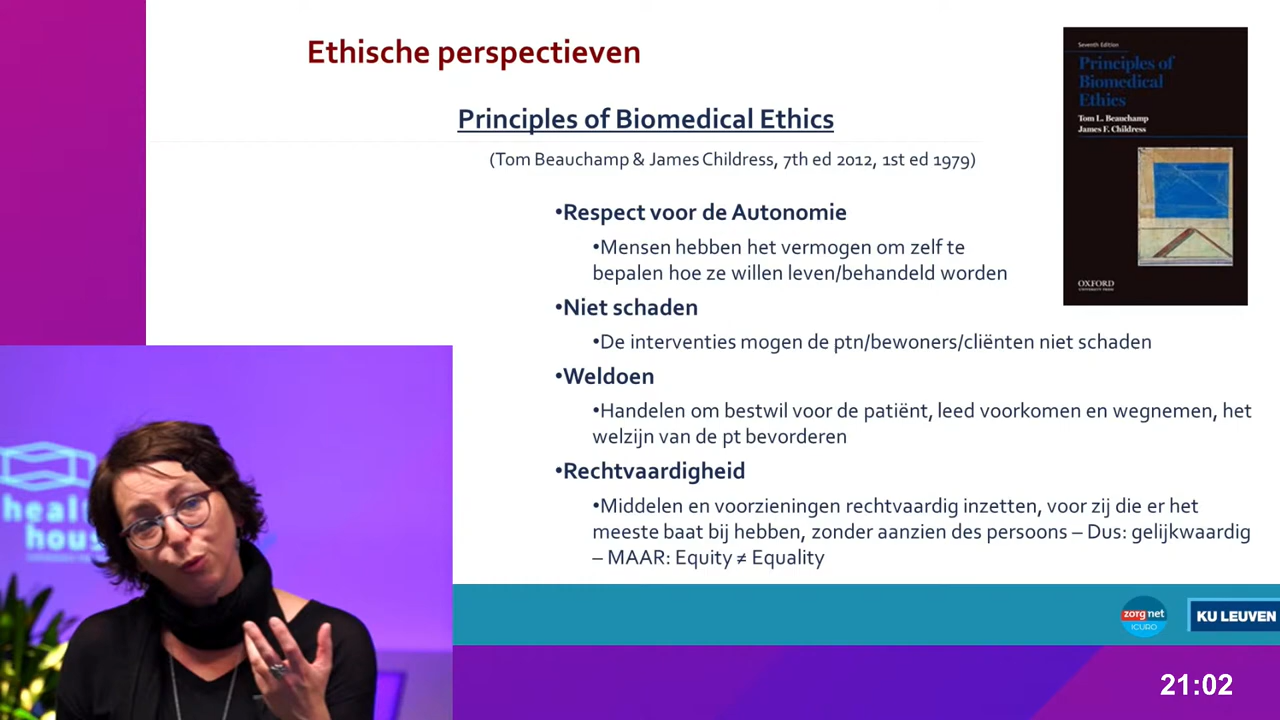 Ethische perspectieven
Principles of Biomedical Ethics
(Tom Beauchamp & James Childress, 7th ed 2012, 1st ed 1979)
•Respect voor de Autonomie
•Mensen hebben het vermogen om zelf te
bepalen hoe ze willen leven/behandeld worden
•Niet schaden
•De interventies mogen de ptn/bewoners/cliënten niet schaden
•Weldoen
•Handelen om bestwil voor de patiënt, leed voorkomen en wegnemen, het
welzijn van de pt bevorderen
•Rechtvaardigheid
•Middelen en voorzieningen rechtvaardig inzetten, voor zij die er het
meeste baat bij hebben, zonder aanzien des persoons – Dus: gelijkwaardig
– MAAR: Equity ≠ Equality
Seventh Edition
Principles of
Biomedical
Ethics
Tom L. Beauchamp
James F. Childress
OXFORD
UNIVERSITY PRESS
zorgnet
ICURO
KU LEUVEN
21:02